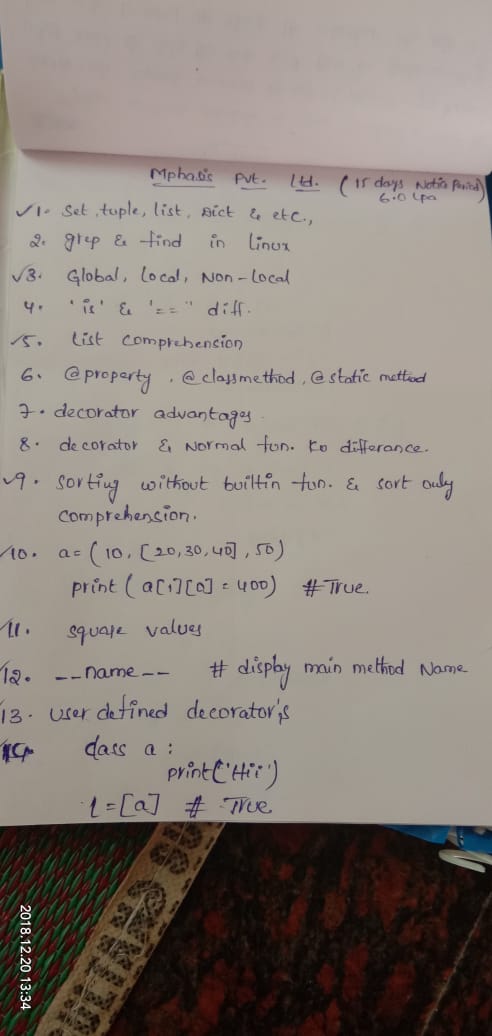 Mphasis Pvt. Ltd. (15 days Notis Period)
6.0 Lpa
✓1. Set, tuple, list, Dict & etc.,
2. grep & find in Linux
✓3. Global, Local, Non-Local
4. 'is' & '==" diff.
✓5. List comprehension
6. @property, @classmethod, @static method
7. decorator advantages
8. decorator & Normal fun. ko differance.
✓9. Sorting without builtin fun. & sort only
comprehension.
✓10. a=(10, [20,30,40], 50)
print (a[1][0] = 400) # True.
✓11. square values
✓12. __name__ # display main method Name
13. user defined decorator's
class a:
print('Hii')
l=[a] # True
2018.12.20 13:34